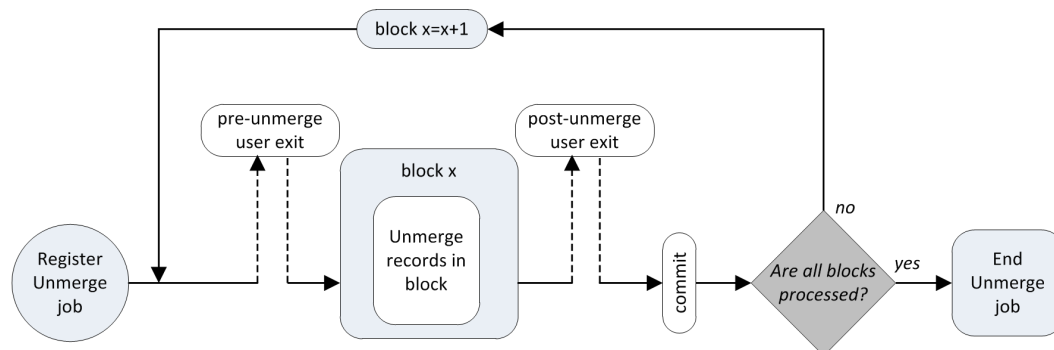 block x=x+1
pre-unmerge
user exit
post-unmerge
user exit
block x
Unmerge
records in
block
Register
Unmerge
job
commit
no
Are all blocks
processed?
yes
End
Unmerge
job